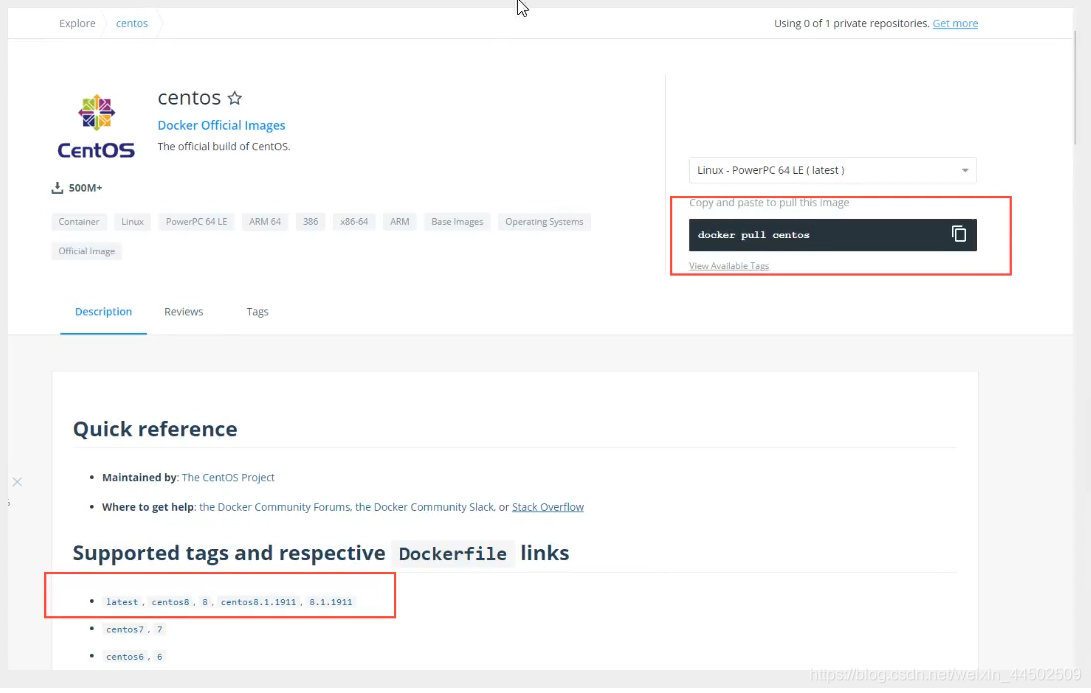 Explore centos Using 0 of 1 private repositories. Get more
centos
Docker Official Images
CentOS
The official build of CentOS.
Linux - PowerPC 64 LE ( latest )
500M+
Copy and paste to pull this image
Container Linux PowerPC 64 LE ARM 64 386 x86-64 ARM Base Images Operating Systems
docker pull centos
Official Image
View Available Tags
Description Reviews Tags
Quick reference
• Maintained by: The CentOS Project
• Where to get help: the Docker Community Forums, the Docker Community Slack, or Stack Overflow
Supported tags and respective Dockerfile links
• latest, centos8, 8, centos8.1.1911, 8.1.1911
• centos7, 7
• centos6, 6
https://blog.csdn.net/weixin_44502509